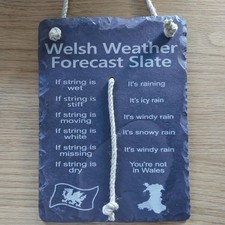 Welsh Weather
Forecast Slate
If string is
wet
It's raining
If string is
stiff
It's icy rain
If string is
moving
It's windy rain
If string is
white
It's snowy rain
If string is
missing
It's windy rain
If string is
dry
You're not
in Wales